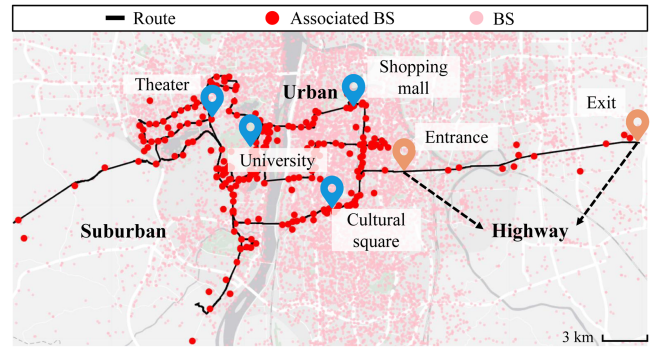 Route
Associated BS
BS
Theater
Urban
Shopping
mall
Exit
University
Entrance
Suburban
Cultural
square
Highway
3 km